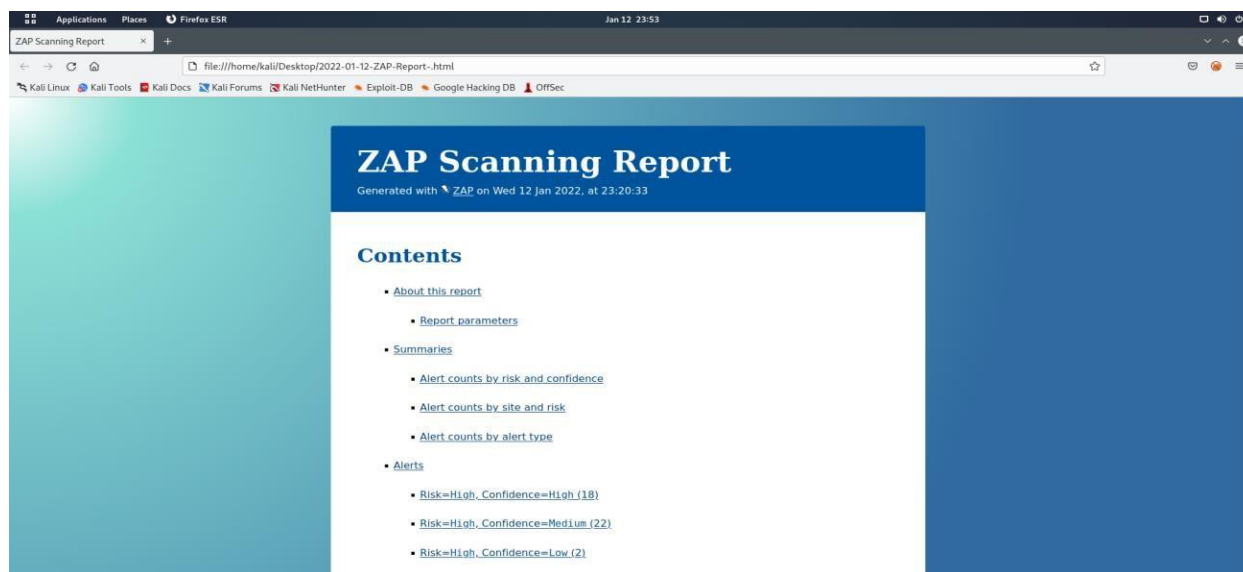 Applications Places Firefox ESR Jan 12 23:53
ZAP Scanning Report × +
file:///home/kali/Desktop/2022-01-12-ZAP-Report-.html
Kali Linux Kali Tools Kali Docs Kali Forums Kali NetHunter Exploit-DB Google Hacking DB OffSec
ZAP Scanning Report
Generated with ZAP on Wed 12 Jan 2022, at 23:20:33
Contents
About this report
Report parameters
Summaries
Alert counts by risk and confidence
Alert counts by site and risk
Alert counts by alert type
Alerts
Risk=High, Confidence=High (18)
Risk=High, Confidence=Medium (22)
Risk=High, Confidence=Low (2)